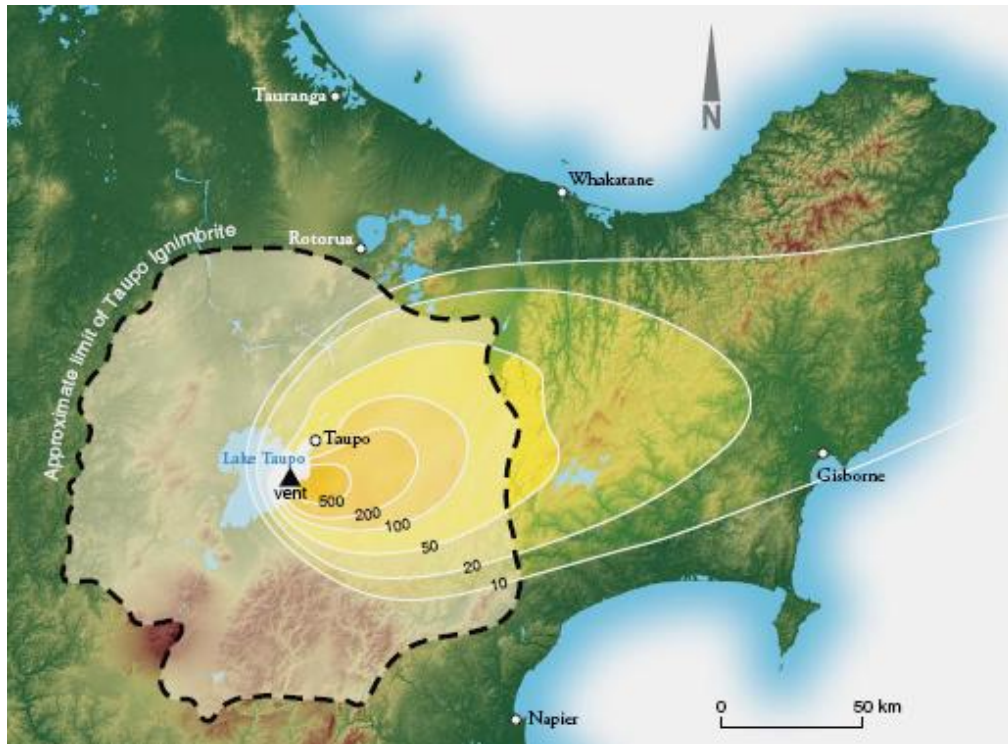 Tauranga
N
Whakatane
Rotorua
Approximate limit of Taupo Ignimbrite
Taupo
Lake Taupo
vent
Gisborne
500
200
100
50
20
10
Napier
0 50 km